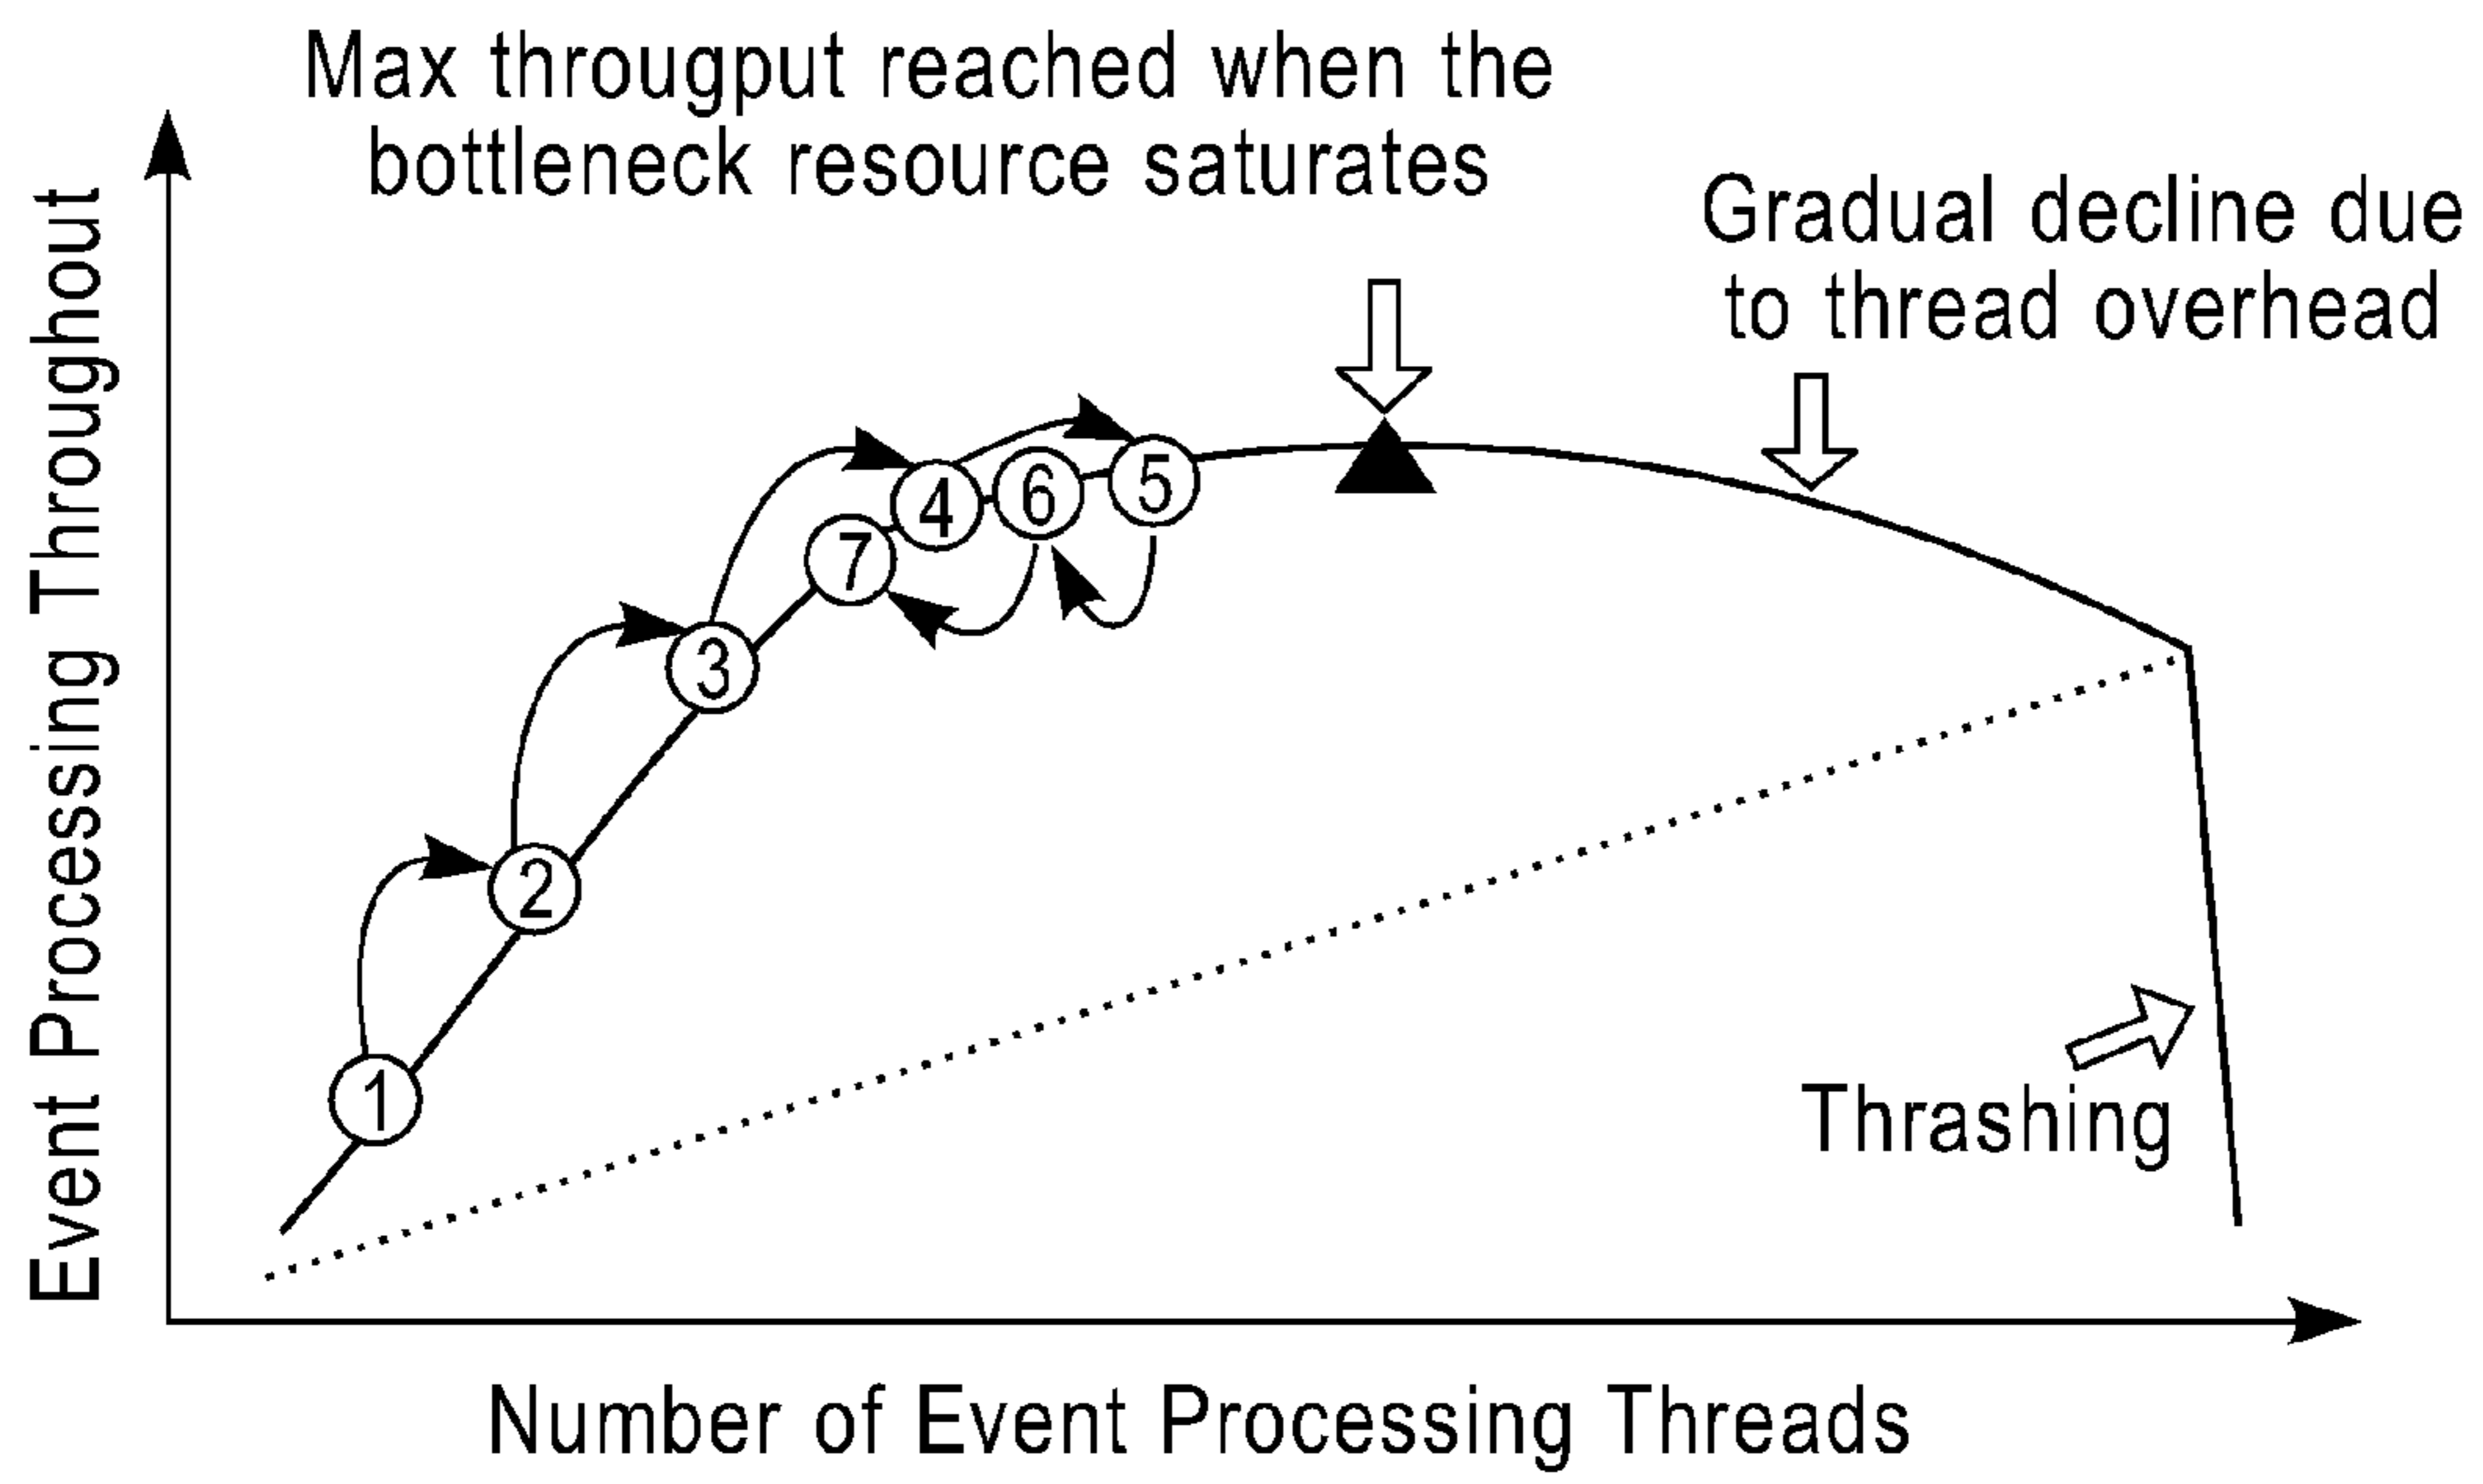 Max througput reached when the
bottleneck resource saturates
Gradual decline due
to thread overhead
Event Processing Throughout
1
2
3
4
5
6
7
Thrashing
Number of Event Processing Threads